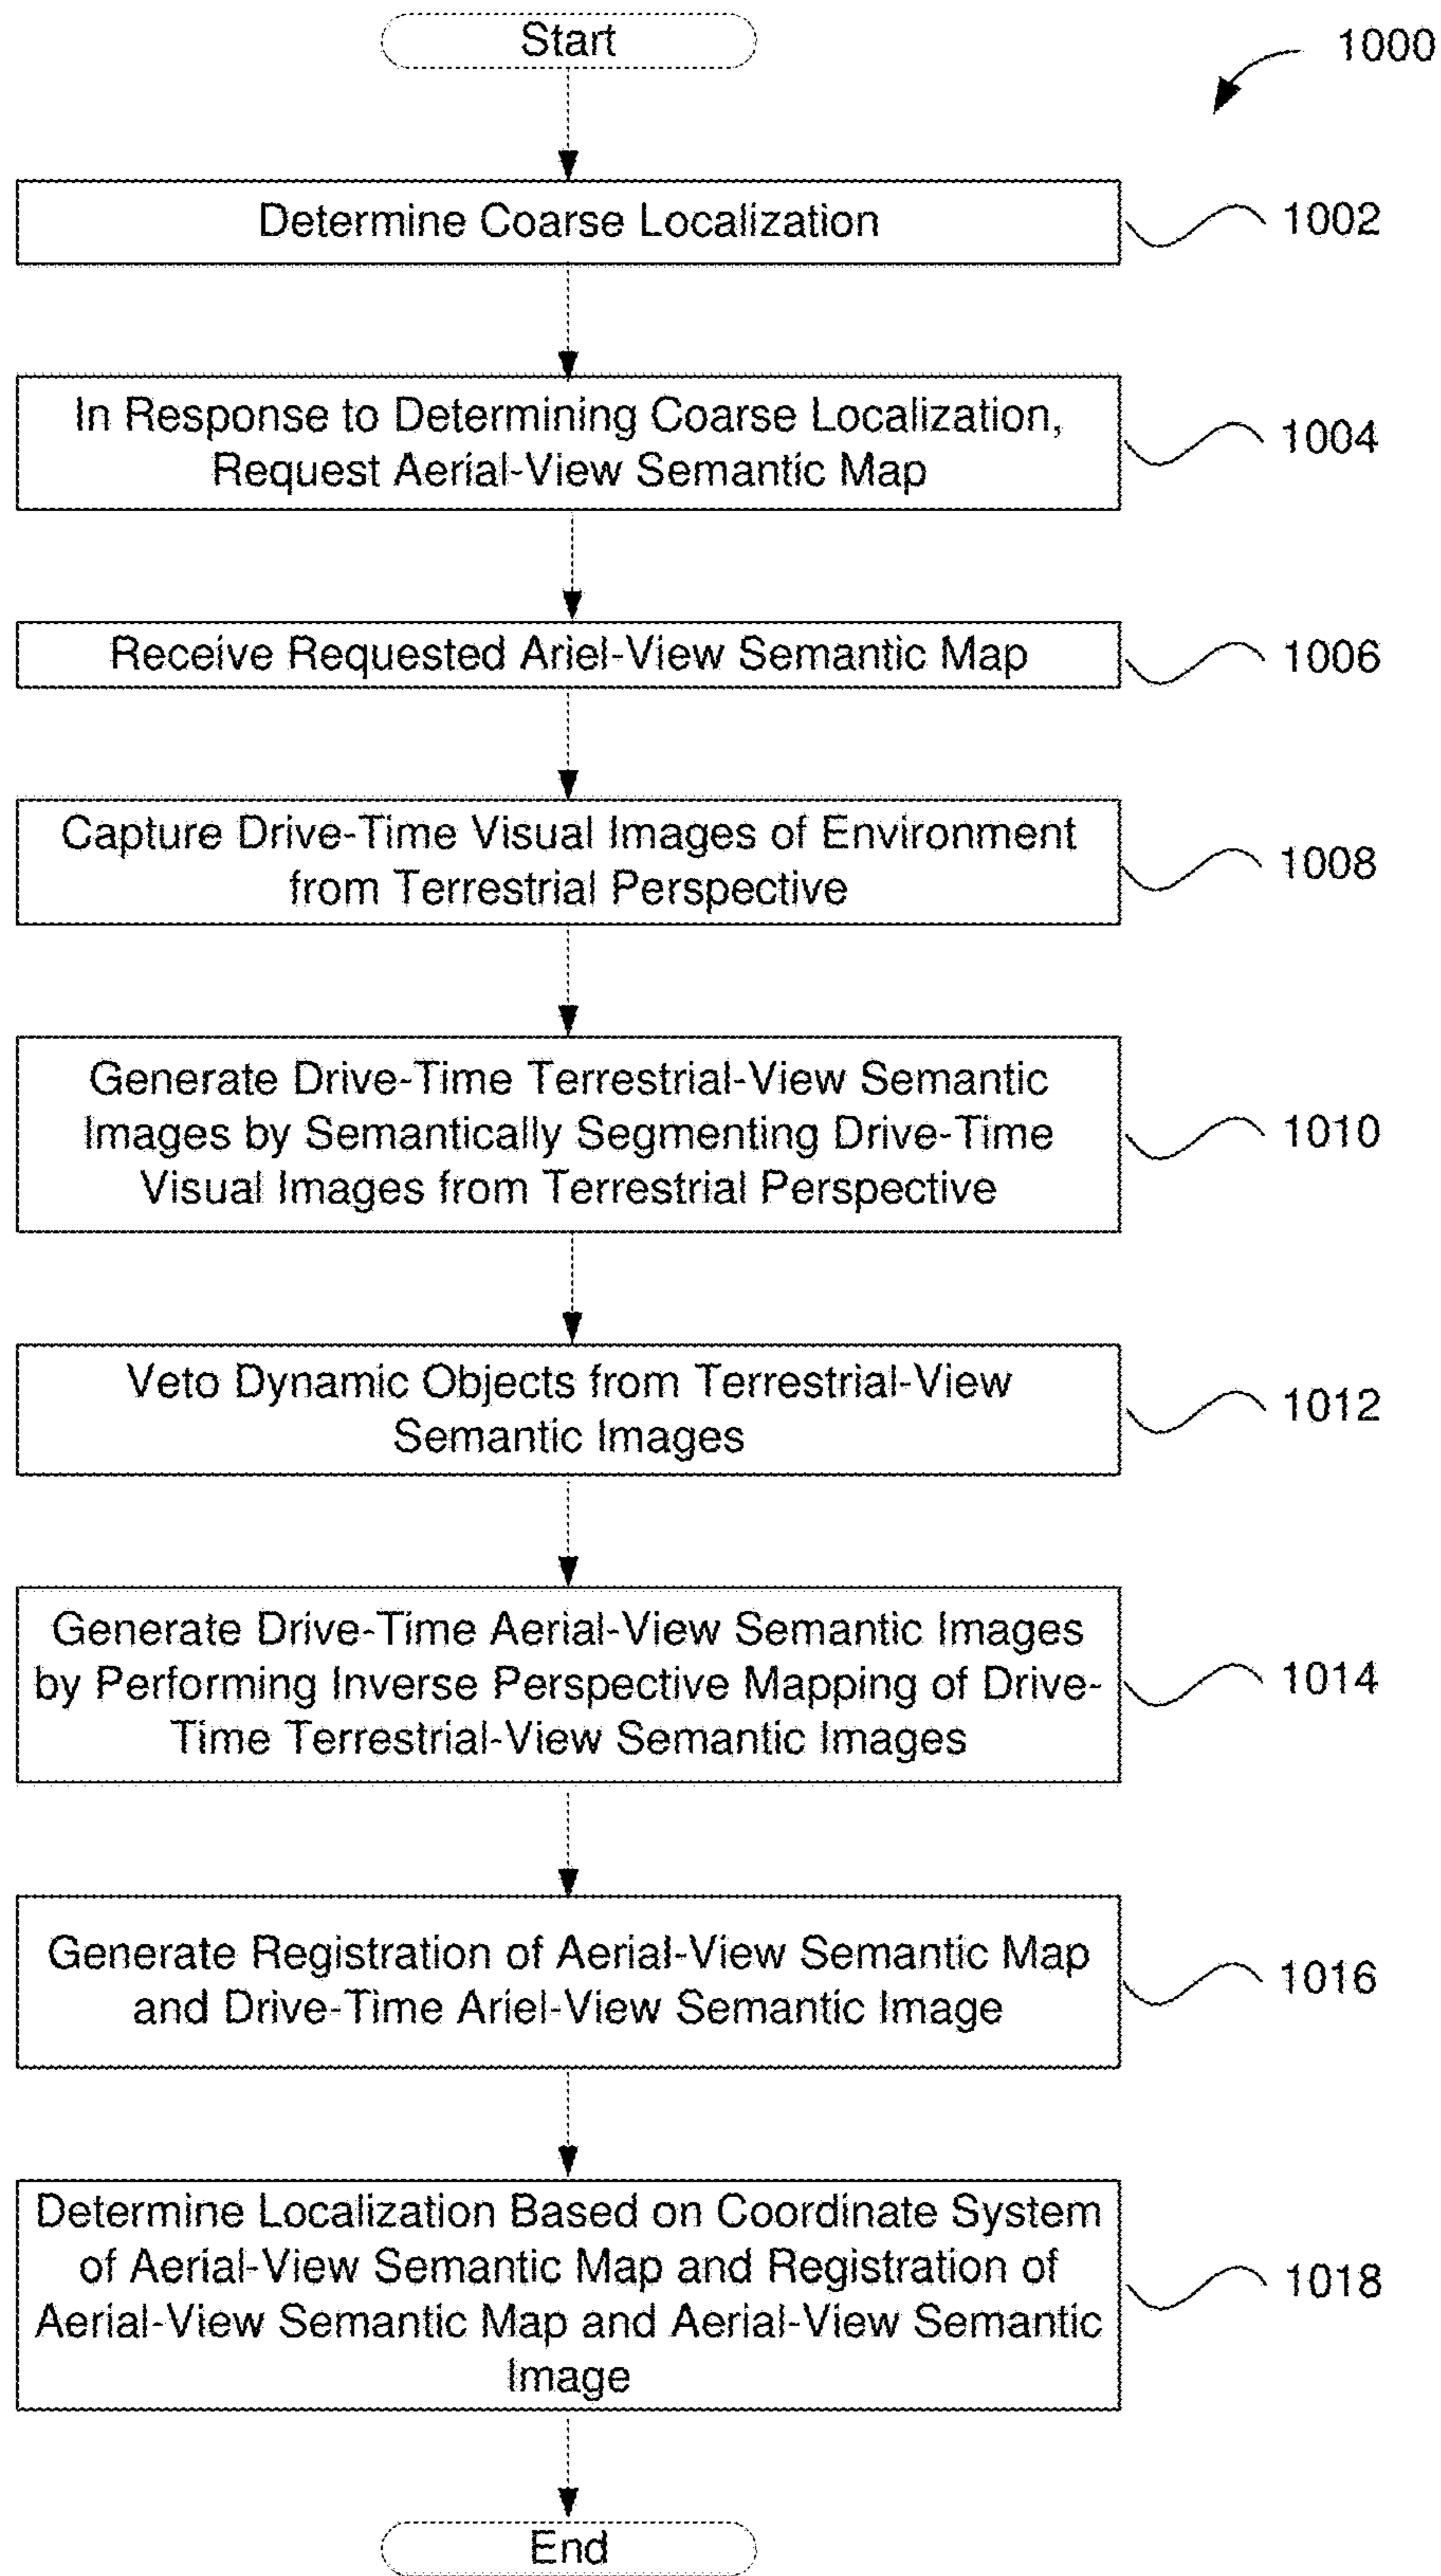 Start
1000
Determine Coarse Localization
1002
In Response to Determining Coarse Localization,
Request Aerial-View Semantic Map
1004
Receive Requested Ariel-View Semantic Map
1006
Capture Drive-Time Visual Images of Environment
from Terrestrial Perspective
1008
Generate Drive-Time Terrestrial-View Semantic
Images by Semantically Segmenting Drive-Time
Visual Images from Terrestrial Perspective
1010
Veto Dynamic Objects from Terrestrial-View
Semantic Images
1012
Generate Drive-Time Aerial-View Semantic Images
by Performing Inverse Perspective Mapping of Drive-
Time Terrestrial-View Semantic Images
1014
Generate Registration of Aerial-View Semantic Map
and Drive-Time Ariel-View Semantic Image
1016
Determine Localization Based on Coordinate System
of Aerial-View Semantic Map and Registration of
Aerial-View Semantic Map and Aerial-View Semantic
Image
1018
End